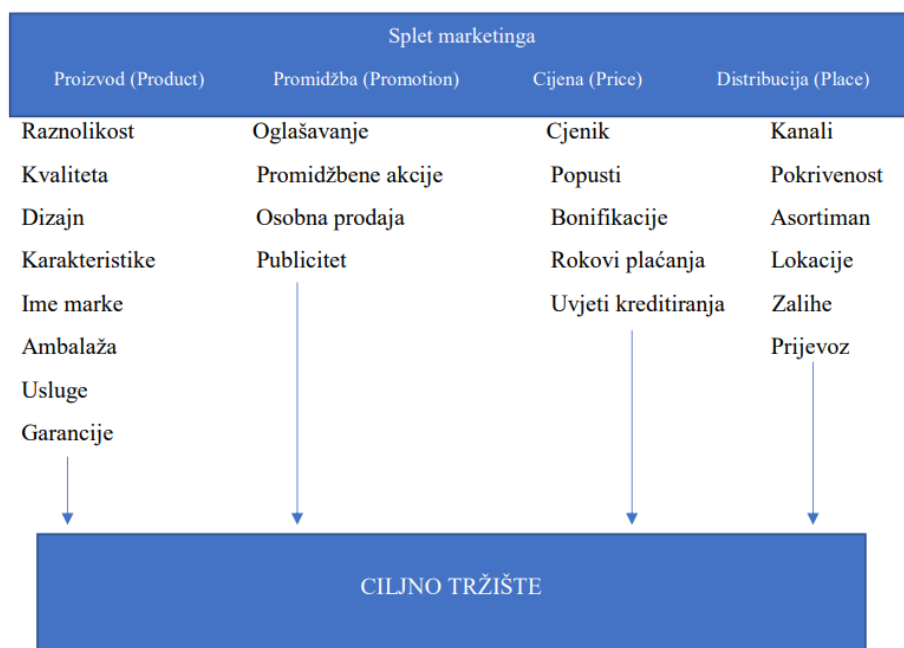 Splet marketinga
Proizvod (Product) Promidžba (Promotion) Cijena (Price) Distribucija (Place)
Raznolikost Oglašavanje Cjenik Kanali
Kvaliteta Promidžbene akcije Popusti Pokrivenost
Dizajn Osobna prodaja Bonifikacije Asortiman
Karakteristike Publicitet Rokovi plaćanja Lokacije
Ime marke Uvjeti kreditiranja Zalihe
Ambalaža Prijevoz
Usluge
Garancije
CILJNO TRŽIŠTE